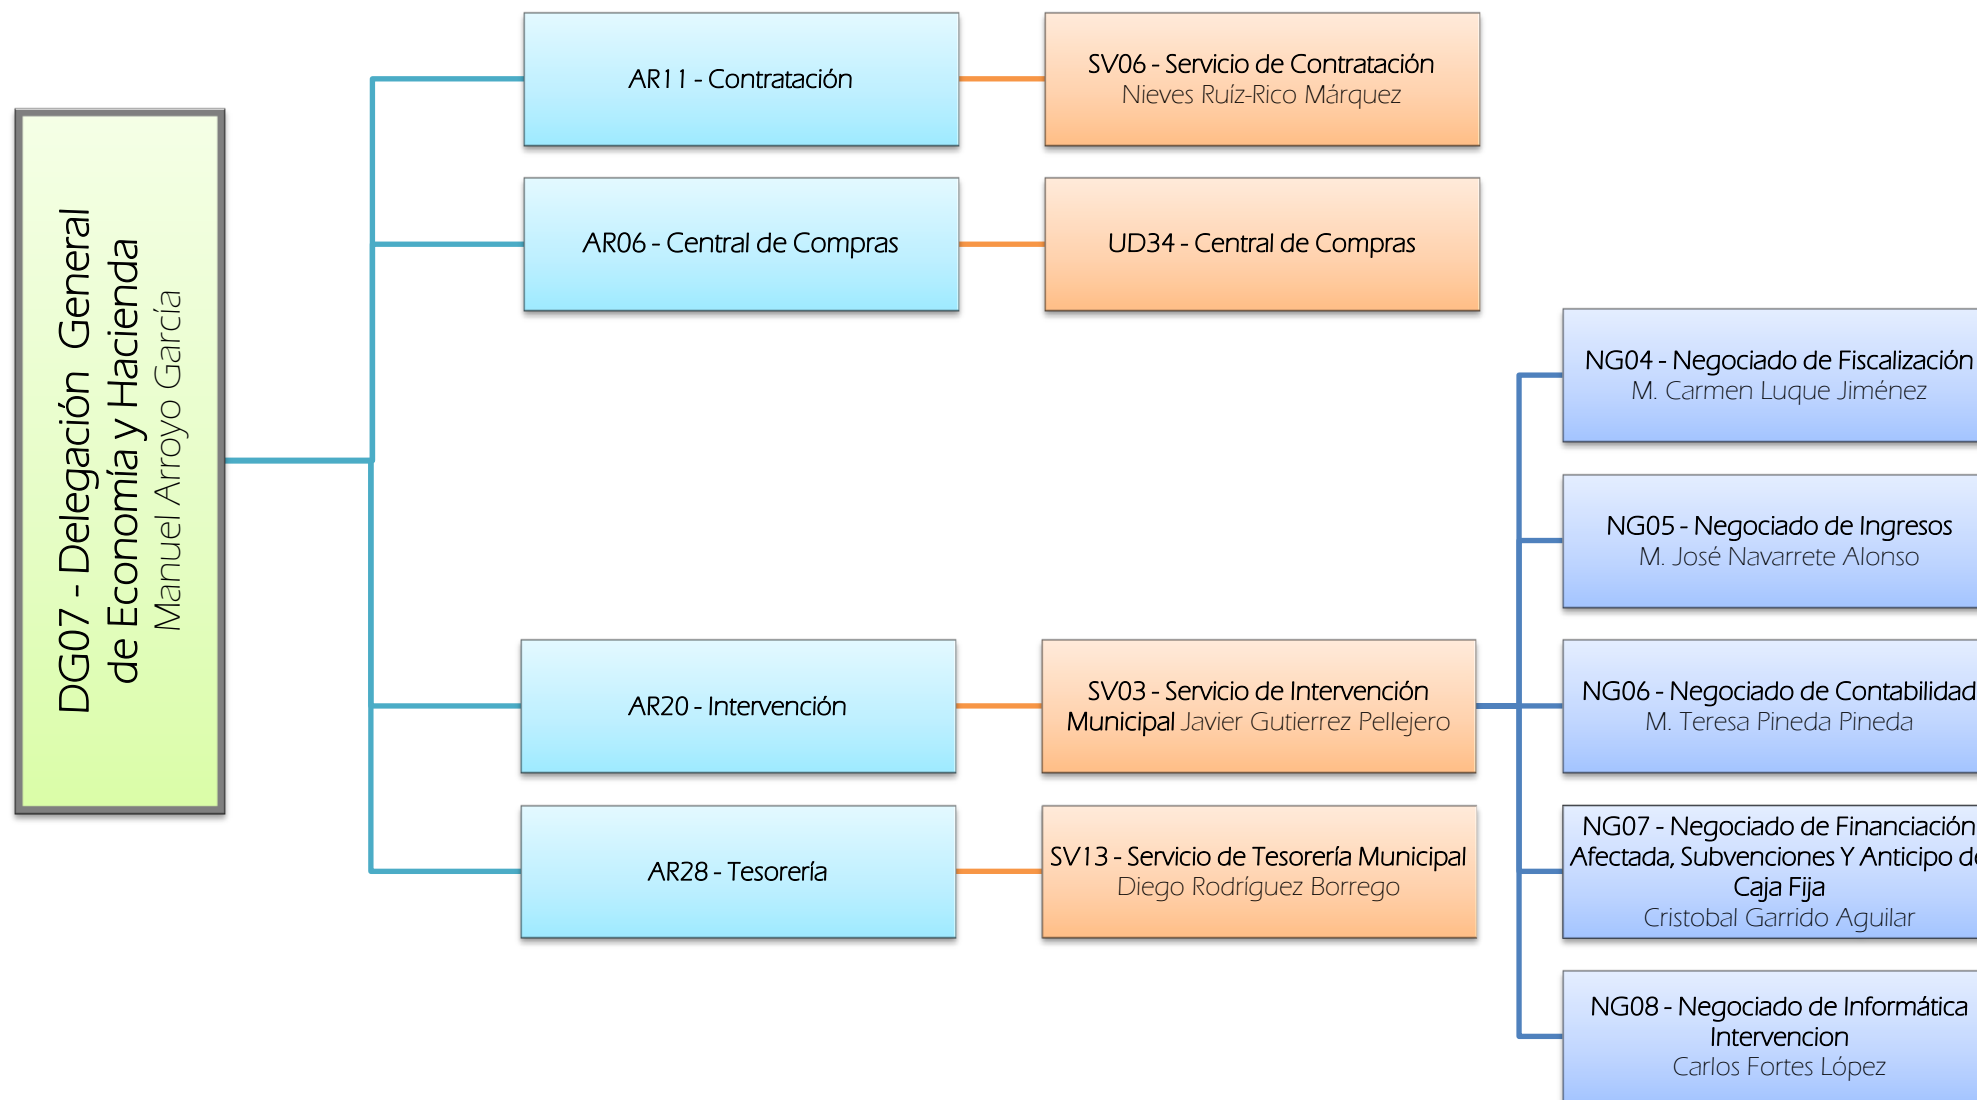 DG07 - Delegación General
de Economía y Hacienda
Manuel Arroyo García
AR11 - Contratación
SV06 - Servicio de Contratación
Nieves Ruíz-Rico Márquez
AR06 - Central de Compras
UD34 - Central de Compras
AR20 - Intervención
SV03 - Servicio de Intervención
Municipal Javier Gutierrez Pellejero
NG04 - Negociado de Fiscalización
M. Carmen Luque Jiménez
NG05 - Negociado de Ingresos
M. José Navarrete Alonso
NG06 - Negociado de Contabilidad
M. Teresa Pineda Pineda
NG07 - Negociado de Financiación
Afectada, Subvenciones Y Anticipo de
Caja Fija
Cristobal Garrido Aguilar
NG08 - Negociado de Informática
Intervencion
Carlos Fortes López
AR28 - Tesorería
SV13 - Servicio de Tesorería Municipal
Diego Rodríguez Borrego